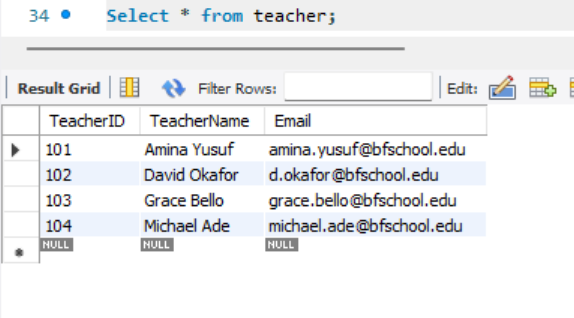 34 Select * from teacher;
Result Grid Filter Rows: Edit:
TeacherID TeacherName Email
101 Amina Yusuf amina.yusuf@bfschool.edu
102 David Okafor d.okafor@bfschool.edu
103 Grace Bello grace.bello@bfschool.edu
104 Michael Ade michael.ade@bfschool.edu
NULL NULL NULL